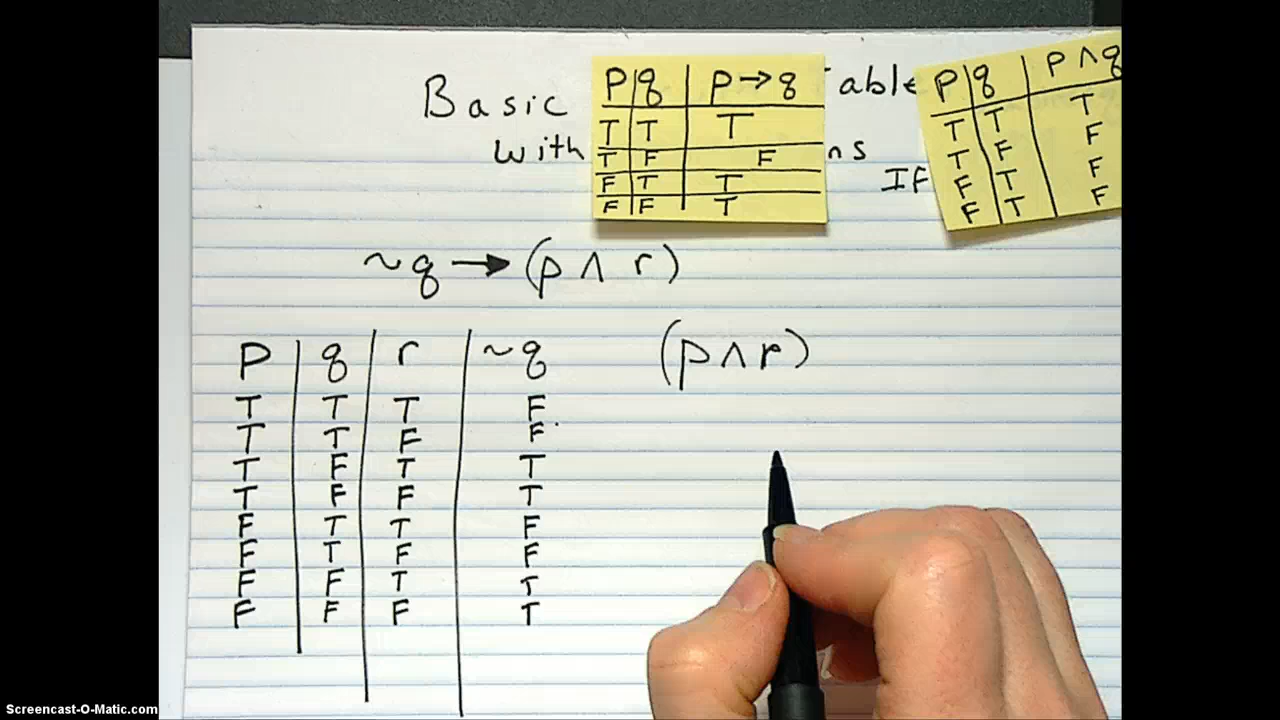 Basic
with
If
p q p→q
T T T
T F F
F T T
F F T
p q p∧q
T T T
T F F
F T F
F T F
~q → (p ∧ r)
p q r ~q (p∧r)
T T T F
T T F F
T F T T
T F F T
F T T F
F T F F
F F T T
F F F T
Screencast-O-Matic.com